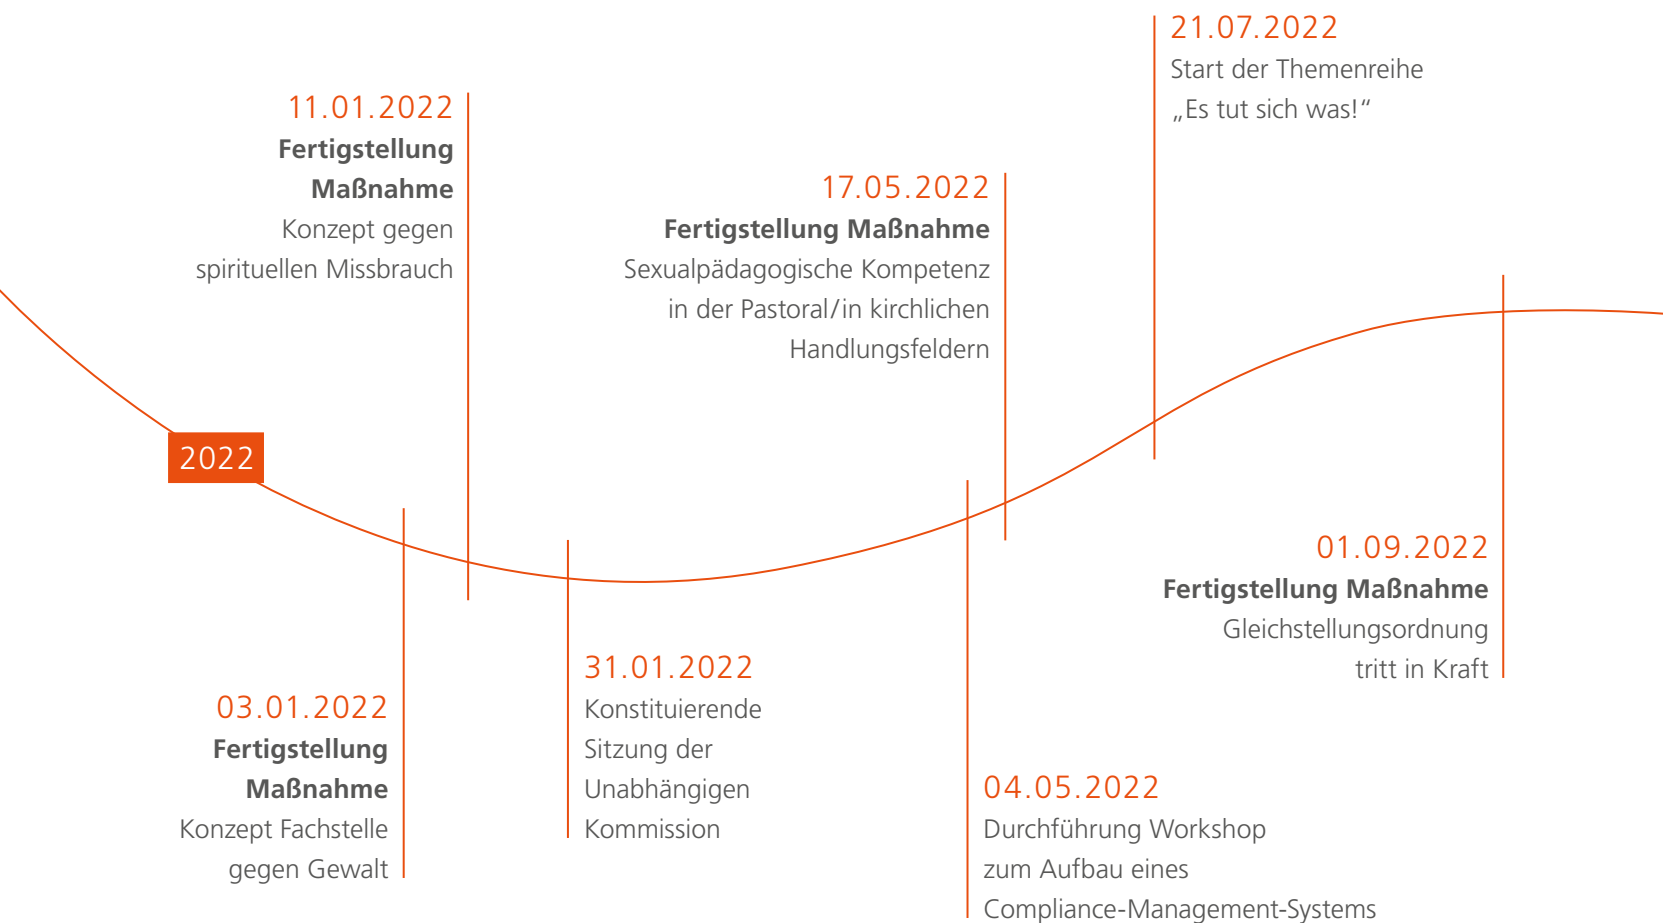 2022
03.01.2022
Fertigstellung
Maßnahme
Konzept Fachstelle
gegen Gewalt
11.01.2022
Fertigstellung
Maßnahme
Konzept gegen
spirituellen Missbrauch
31.01.2022
Konstituierende
Sitzung der
Unabhängigen
Kommission
04.05.2022
Durchführung Workshop
zum Aufbau eines
Compliance-Management-Systems
17.05.2022
Fertigstellung Maßnahme
Sexualpädagogische Kompetenz
in der Pastoral/in kirchlichen
Handlungsfeldern
21.07.2022
Start der Themenreihe
„Es tut sich was!“
01.09.2022
Fertigstellung Maßnahme
Gleichstellungsordnung
tritt in Kraft